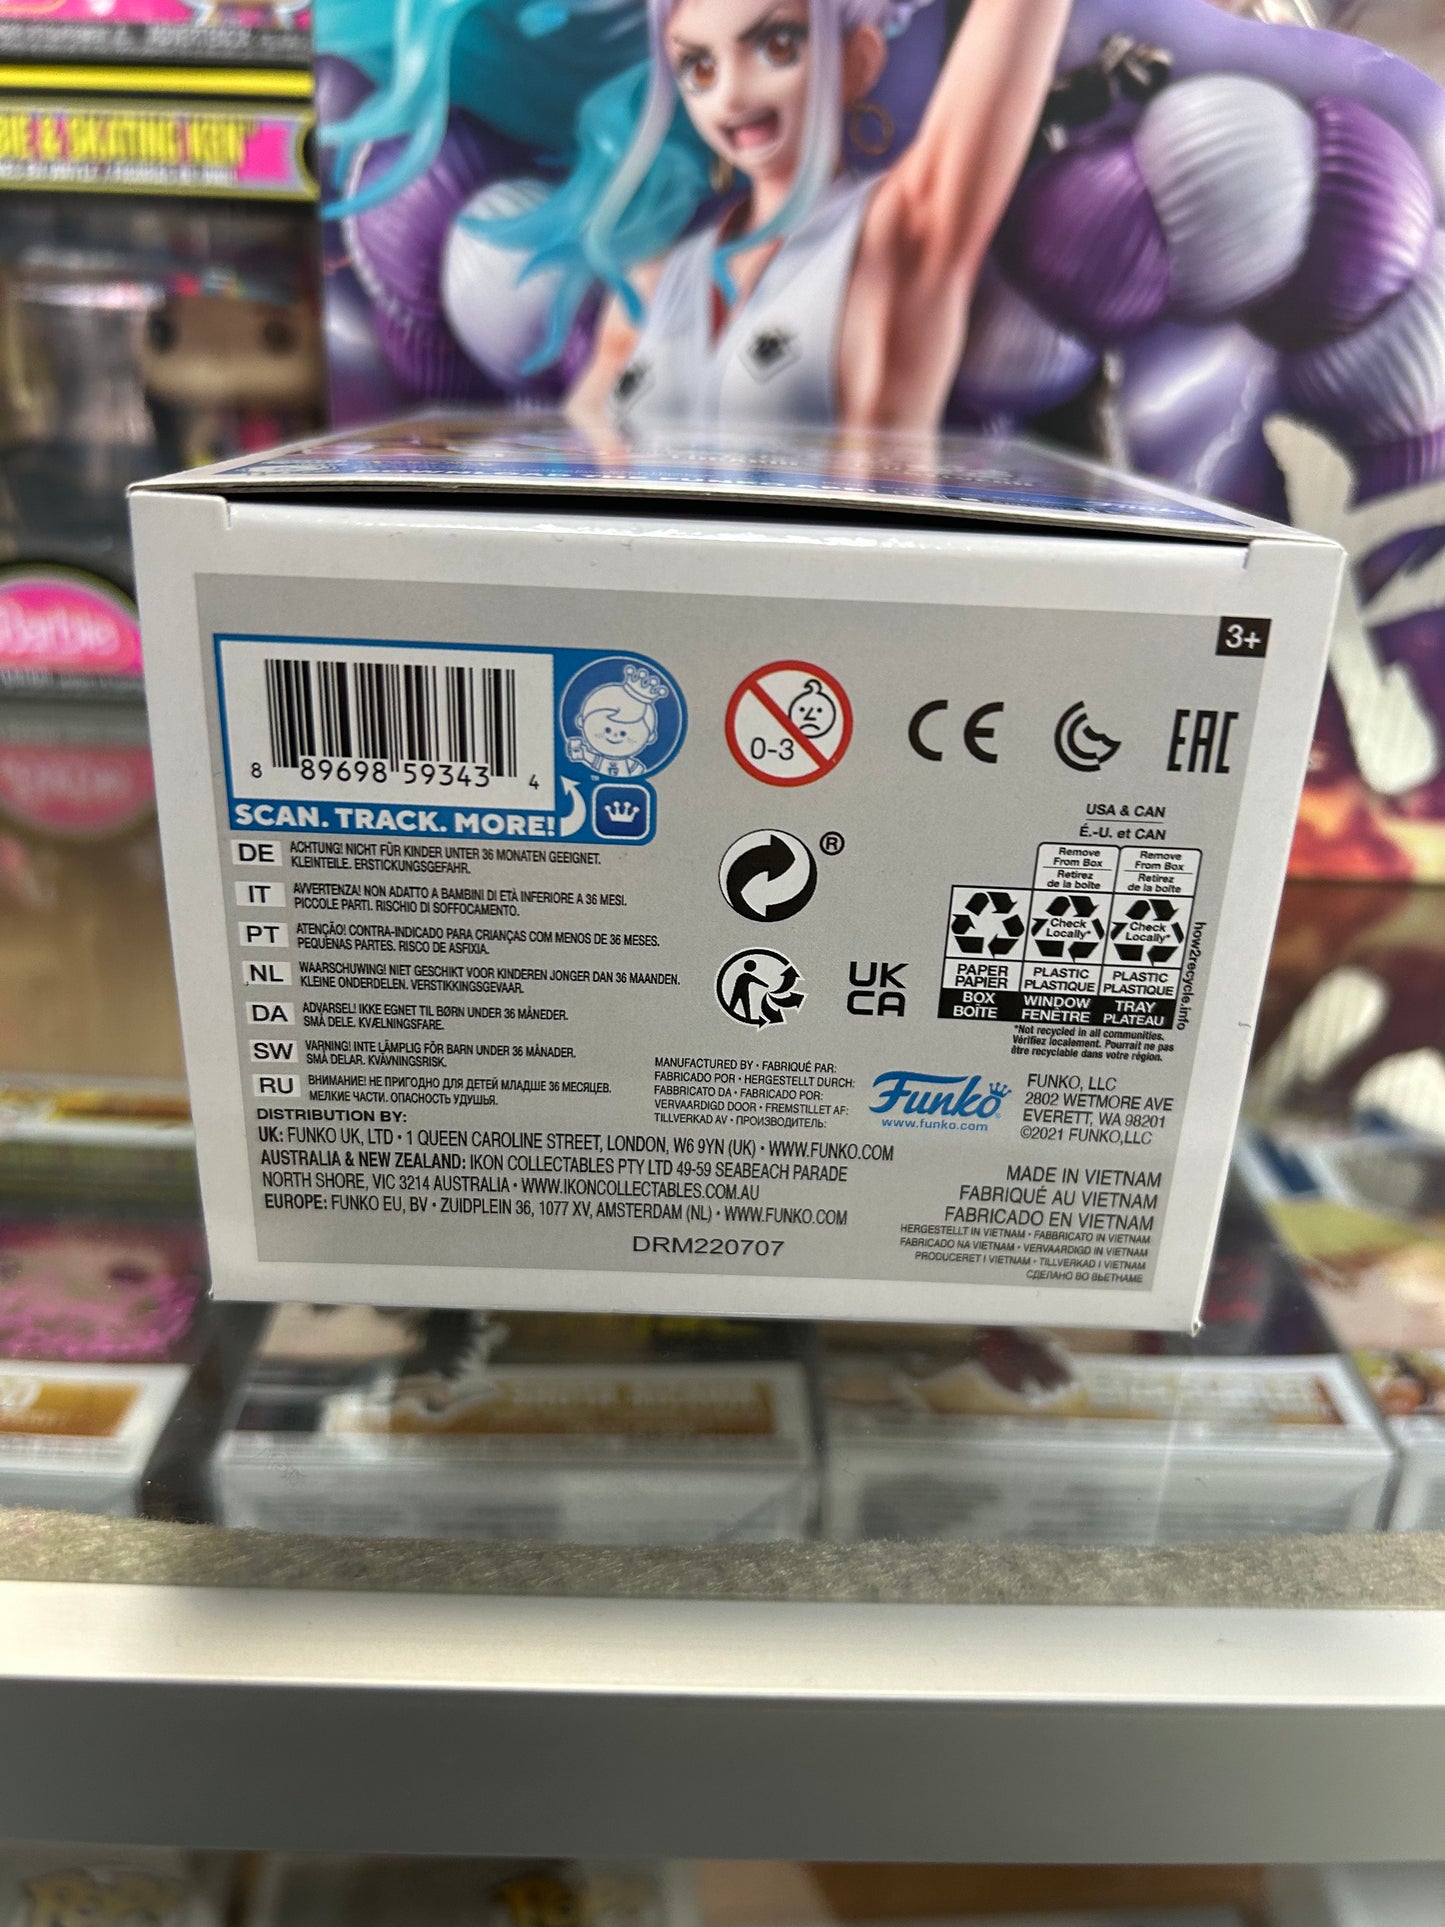 BIE & SKATING KEN
Barbie
3+
8 89698 59343 4
SCAN. TRACK. MORE!
™
0-3
CE
EAC
DE ACHTUNG! NICHT FÜR KINDER UNTER 36 MONATEN GEEIGNET.
KLEINTEILE. ERSTICKUNGSGEFAHR.
IT AVVERTENZA! NON ADATTO A BAMBINI DI ETÀ INFERIORE A 36 MESI.
PICCOLE PARTI. RISCHIO DI SOFFOCAMENTO.
PT ATENÇÃO! CONTRA-INDICADO PARA CRIANÇAS COM MENOS DE 36 MESES.
PEQUENAS PARTES. RISCO DE ASFIXIA.
NL WAARSCHUWING! NIET GESCHIKT VOOR KINDEREN JONGER DAN 36 MAANDEN.
KLEINE ONDERDELEN. VERSTIKKINGSGEVAAR.
DA ADVARSEL! IKKE EGNET TIL BØRN UNDER 36 MÅNEDER.
SMÅ DELE. KVÆLNINGSFARE.
SW VARNING! INTE LÄMPLIG FÖR BARN UNDER 36 MÅNADER.
SMÅ DELAR. KVÄVNINGSRISK.
RU ВНИМАНИЕ! НЕ ПРИГОДНО ДЛЯ ДЕТЕЙ МЛАДШЕ 36 МЕСЯЦЕВ.
МЕЛКИЕ ЧАСТИ. ОПАСНОСТЬ УДУШЬЯ.
®
UK
CA
USA & CAN
É.-U. et CAN
Remove
From Box
Retirez
de la boîte
Remove
From Box
Retirez
de la boîte
Check
Locally*
Check
Locally*
PAPER
PAPIER
PLASTIC
PLASTIQUE
PLASTIC
PLASTIQUE
BOX
BOÎTE
WINDOW
FENÊTRE
TRAY
PLATEAU
how2recycle.info
*Not recycled in all communities.
Vérifiez localement. Pourrait ne pas
être recyclable dans votre région.
MANUFACTURED BY • FABRIQUÉ PAR:
FABRICADO POR • HERGESTELLT DURCH:
FABBRICATO DA • FABRICADO POR:
VERVAARDIGD DOOR • FREMSTILLET AF:
TILLVERKAD AV • ПРОИЗВОДИТЕЛЬ:
Funko
www.funko.com
FUNKO, LLC
2802 WETMORE AVE
EVERETT, WA 98201
©2021 FUNKO,LLC
DISTRIBUTION BY:
UK: FUNKO UK, LTD • 1 QUEEN CAROLINE STREET, LONDON, W6 9YN (UK) • WWW.FUNKO.COM
AUSTRALIA & NEW ZEALAND: IKON COLLECTABLES PTY LTD 49-59 SEABEACH PARADE
NORTH SHORE, VIC 3214 AUSTRALIA • WWW.IKONCOLLECTABLES.COM.AU
EUROPE: FUNKO EU, BV • ZUIDPLEIN 36, 1077 XV, AMSTERDAM (NL) • WWW.FUNKO.COM
DRM220707
MADE IN VIETNAM
FABRIQUÉ AU VIETNAM
FABRICADO EN VIETNAM
HERGESTELLT IN VIETNAM • FABBRICATO IN VIETNAM
FABRICADO NA VIETNAM • VERVAARDIGD IN VIETNAM
PRODUCERET I VIETNAM • TILLVERKAD I VIETNAM
СДЕЛАНО ВО ВЬЕТНАМЕ